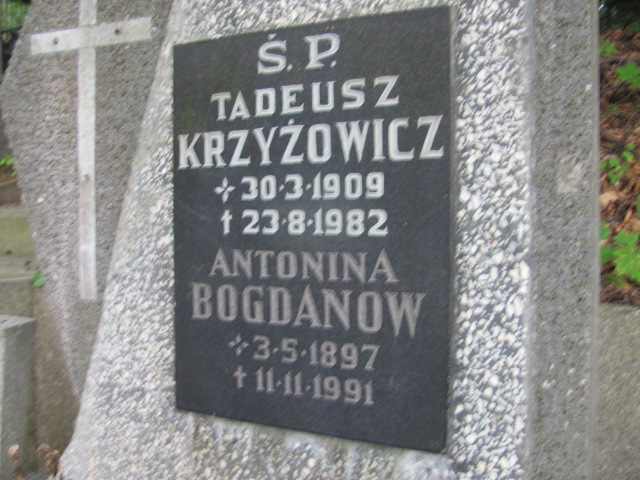 Ś.P.
TADEUSZ
KRZYŻOWICZ
✢ 30·3·1909
✝ 23·8·1982
ANTONINA
BOGDANOW
✢ 3·5·1897
✝ 11·11·1991